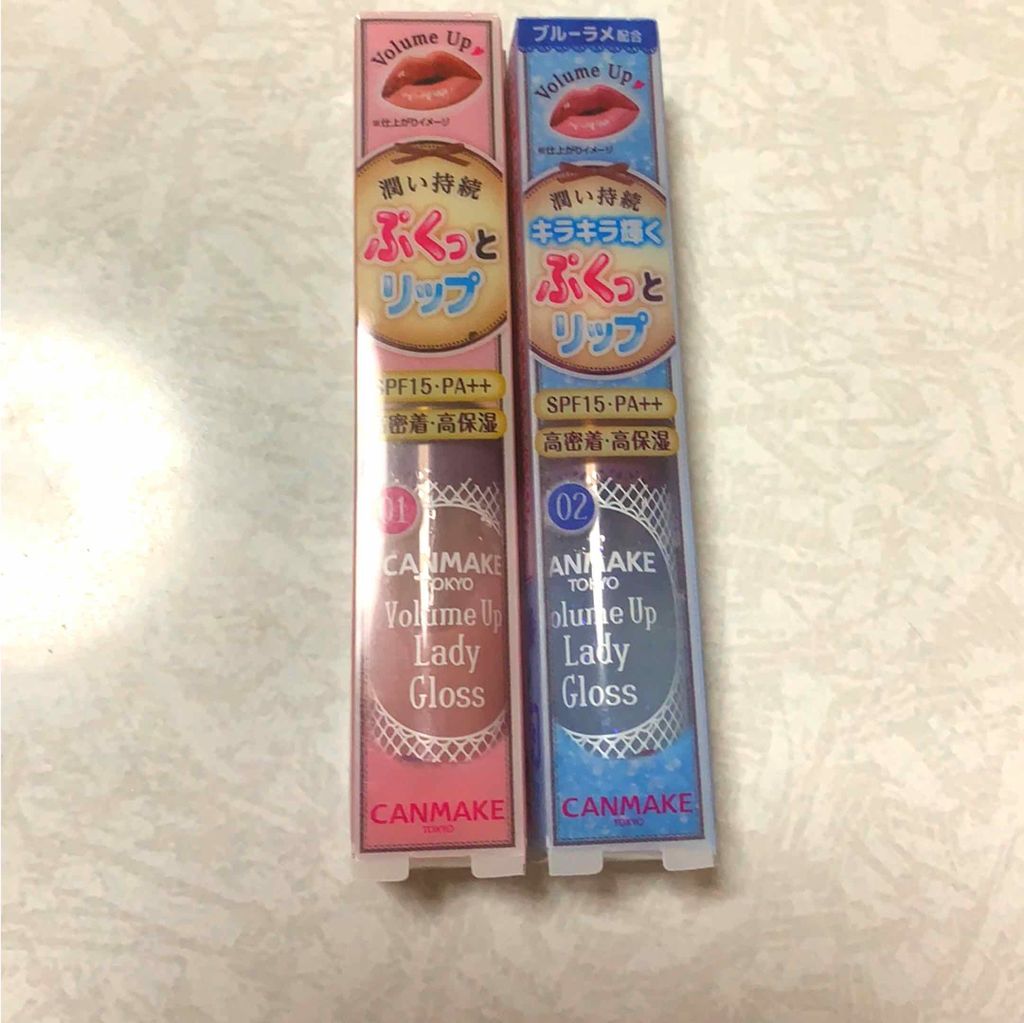 Volume Up
※仕上がりイメージ
潤い持続
ぷくっと
リップ
SPF15・PA++
高密着・高保湿
01
CANMAKE
TOKYO
Volume Up
Lady
Gloss
CANMAKE
TOKYO
ブルーラメ配合
Volume Up
※仕上がりイメージ
潤い持続
キラキラ輝く
ぷくっと
リップ
SPF15・PA++
高密着・高保湿
02
ANMAKE
TOKYO
olume Up
Lady
Gloss
CANMAKE
TOKYO